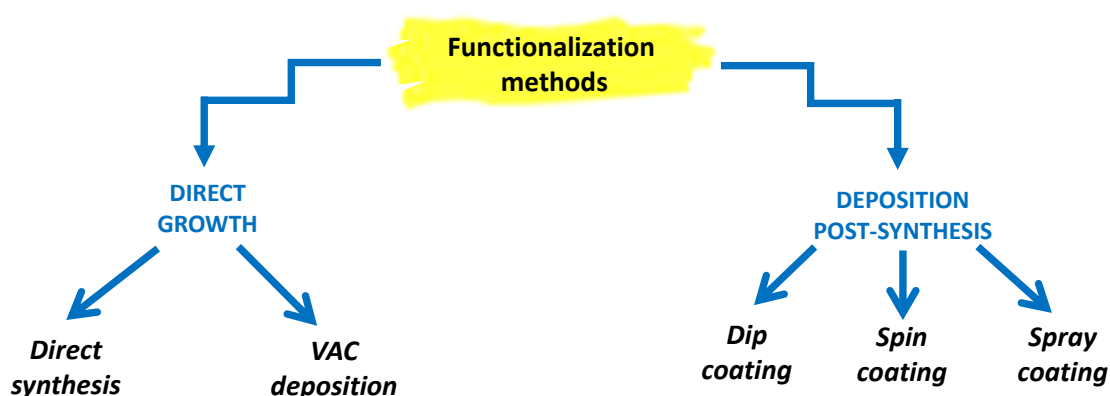 Functionalization
methods
DIRECT
GROWTH
DEPOSITION
POST-SYNTHESIS
Direct
synthesis
VAC
deposition
Dip
coating
Spin
coating
Spray
coating